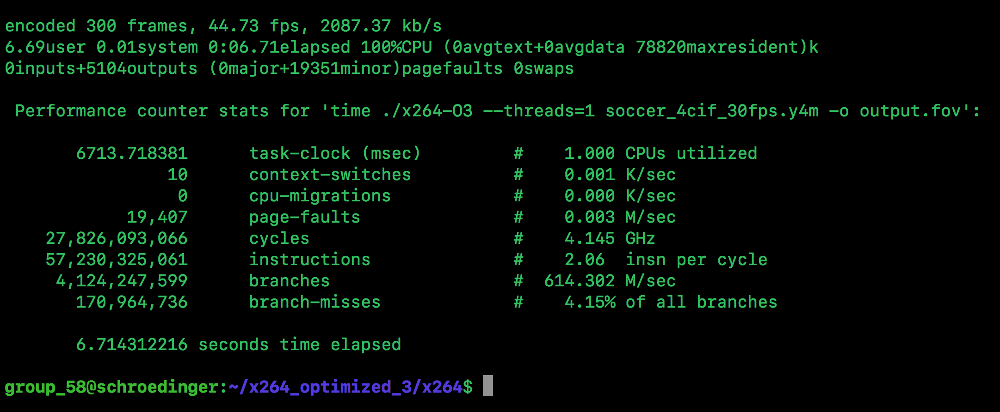 encoded 300 frames, 44.73 fps, 2087.37 kb/s
6.69user 0.01system 0:06.71elapsed 100%CPU (0avgtext+0avgdata 78820maxresident)k
0inputs+5104outputs (0major+19351minor)pagefaults 0swaps
Performance counter stats for 'time ./x264-O3 --threads=1 soccer_4cif_30fps.y4m -o output.fov':
6713.718381 task-clock (msec) # 1.000 CPUs utilized
10 context-switches # 0.001 K/sec
0 cpu-migrations # 0.000 K/sec
19,407 page-faults # 0.003 M/sec
27,826,093,066 cycles # 4.145 GHz
57,230,325,061 instructions # 2.06 insn per cycle
4,124,247,599 branches # 614.302 M/sec
170,964,736 branch-misses # 4.15% of all branches
6.714312216 seconds time elapsed
group_58@schroedinger:~/x264_optimized_3/x264$